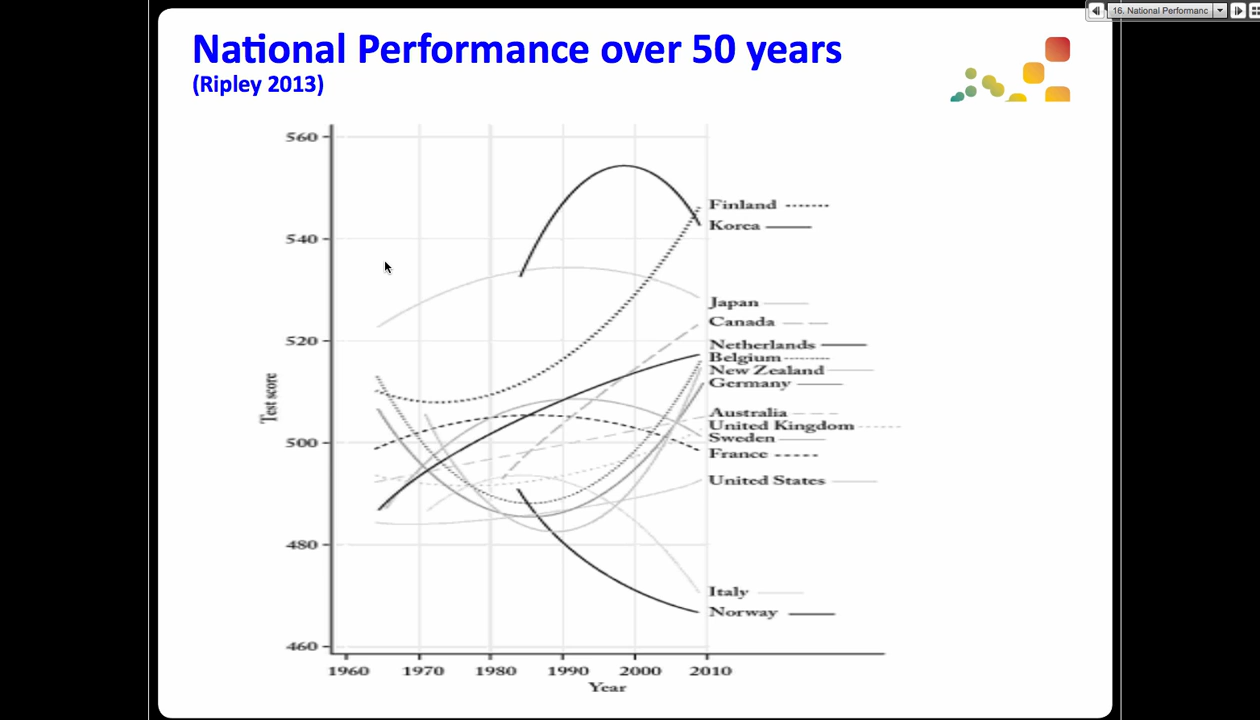 16. National Performanc
National Performance over 50 years
(Ripley 2013)
560
540
520
500
480
460
Test score
1960 1970 1980 1990 2000 2010
Year
Finland
Korea
Japan
Canada
Netherlands
Belgium
New Zealand
Germany
Australia
United Kingdom
Sweden
France
United States
Italy
Norway